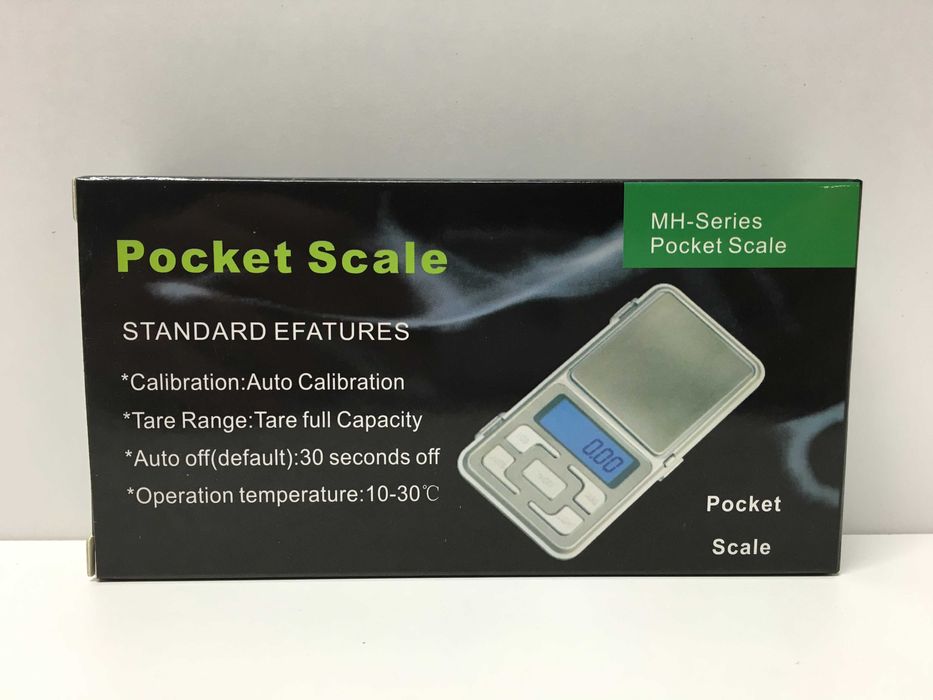 MH-Series
Pocket Scale
Pocket Scale
STANDARD EFATURES
*Calibration:Auto Calibration
*Tare Range:Tare full Capacity
*Auto off(default):30 seconds off
*Operation temperature:10-30℃
0.00
Pocket
Scale